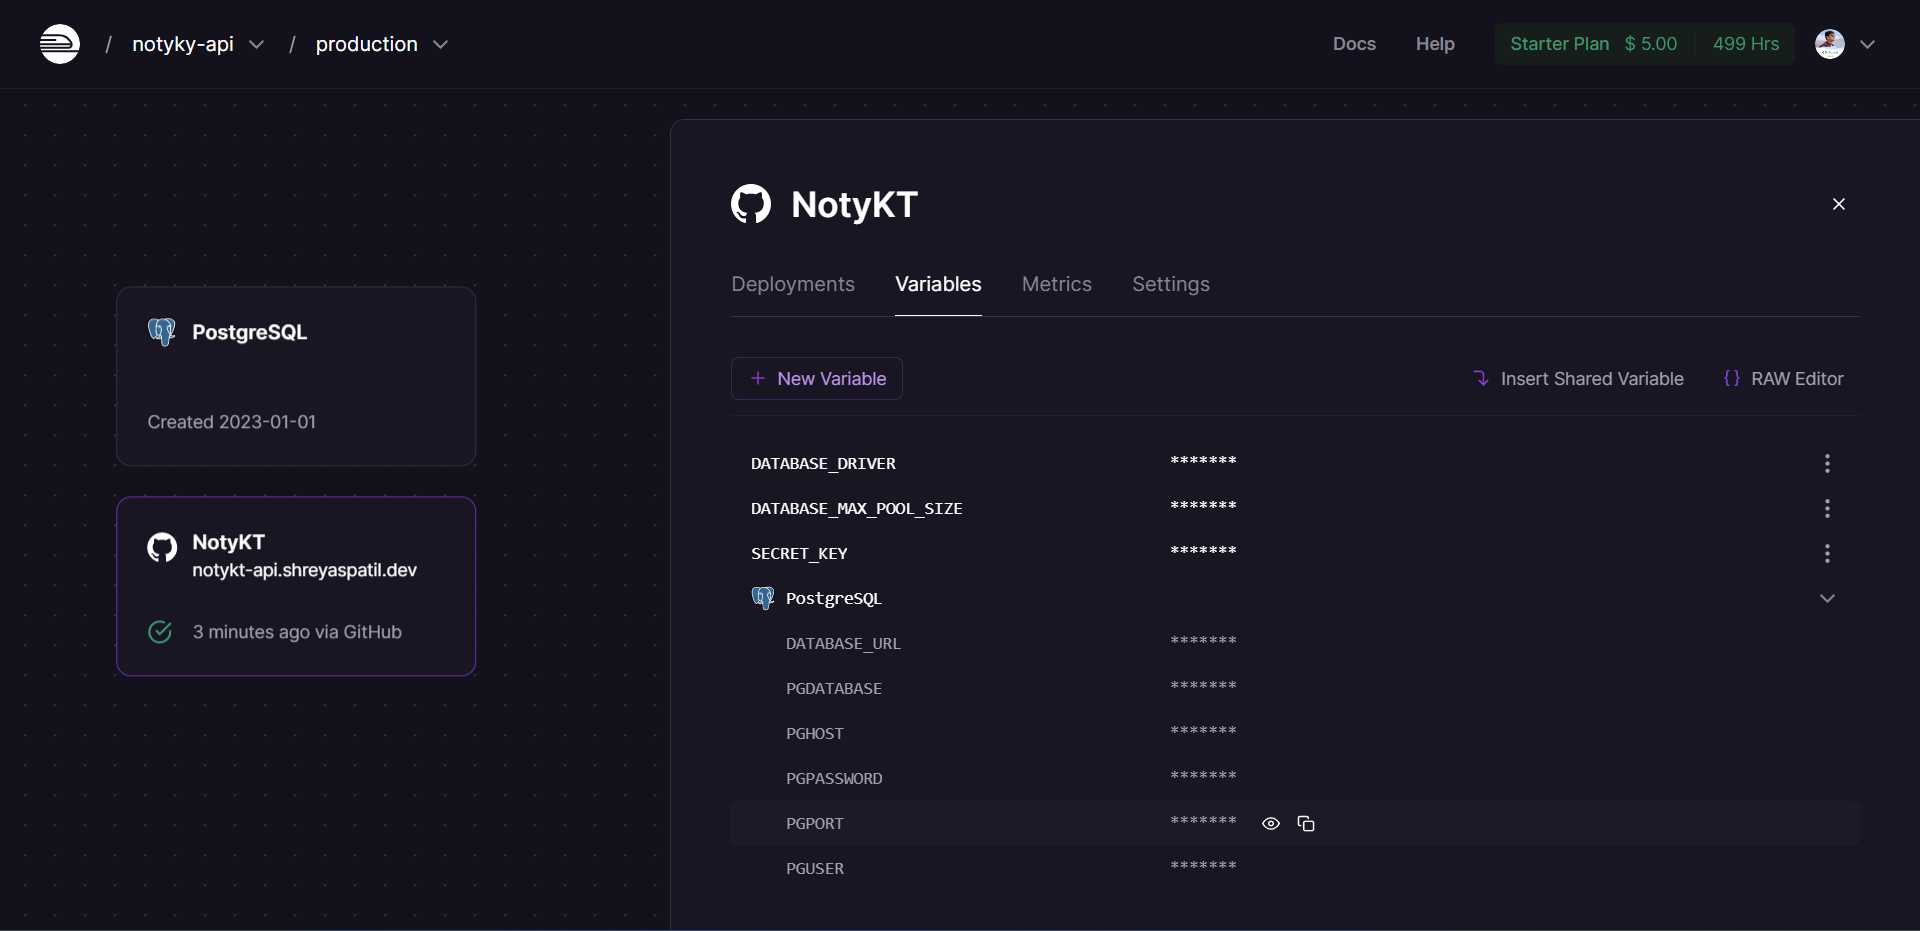 / notyky-api / production Docs Help Starter Plan $ 5.00 499 Hrs
PostgreSQL
Created 2023-01-01
NotyKT
notykt-api.shreyaspatil.dev
3 minutes ago via GitHub
NotyKT
Deployments Variables Metrics Settings
New Variable Insert Shared Variable {} RAW Editor
DATABASE_DRIVER *******
DATABASE_MAX_POOL_SIZE *******
SECRET_KEY *******
PostgreSQL
DATABASE_URL *******
PGDATABASE *******
PGHOST *******
PGPASSWORD *******
PGPORT *******
PGUSER *******